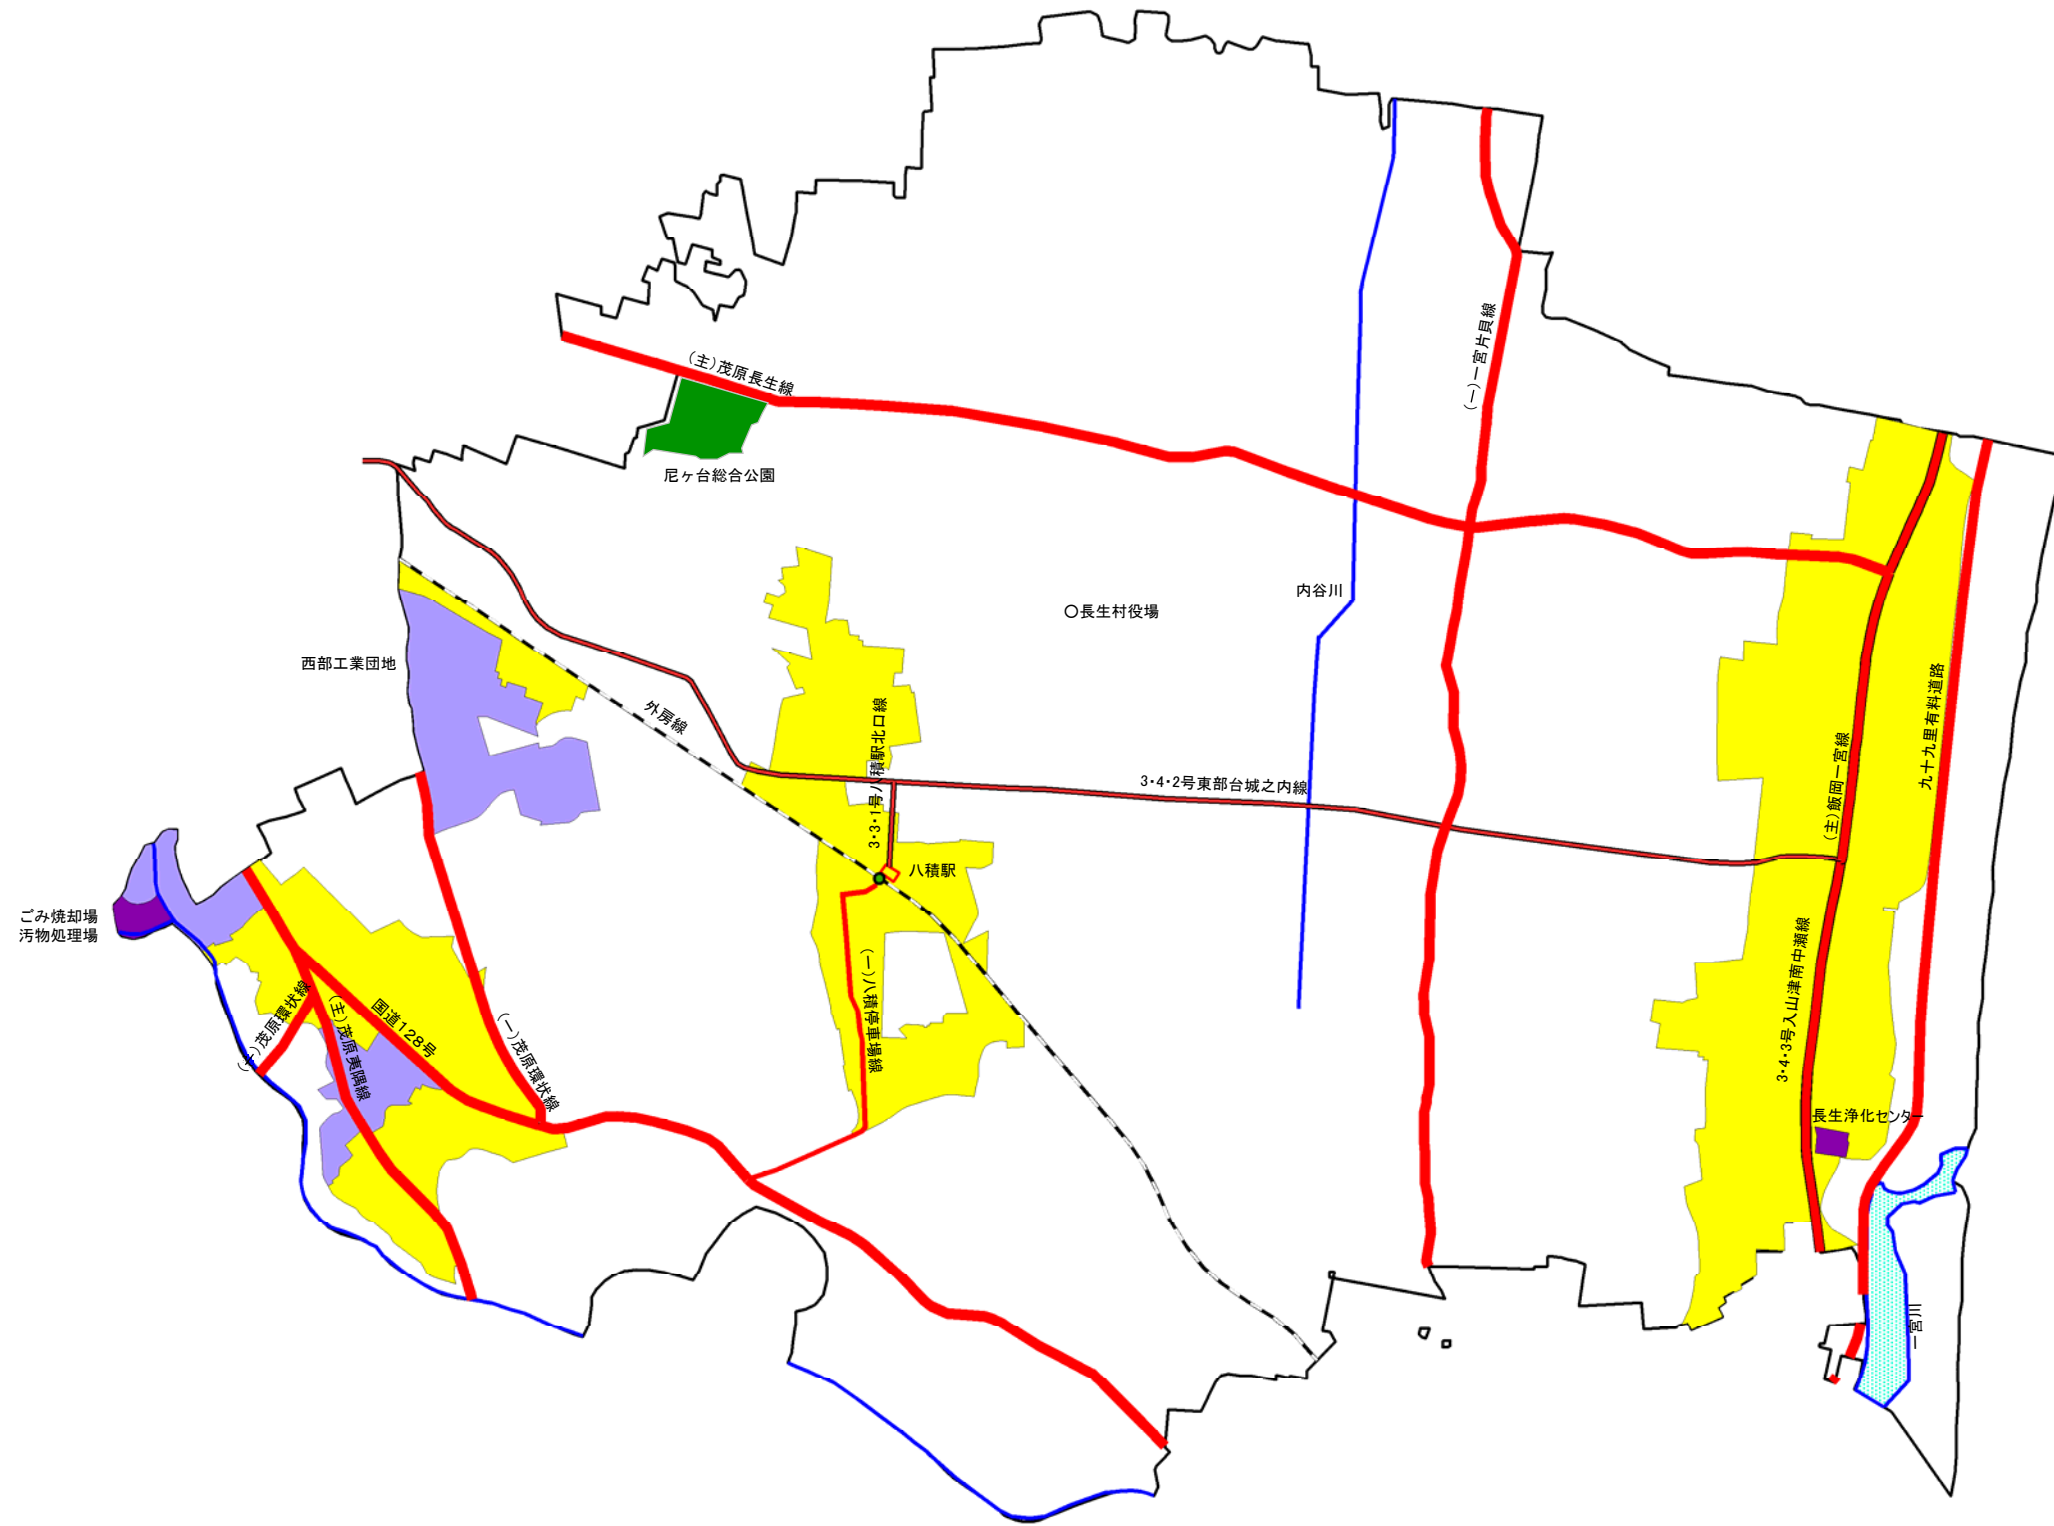 (主)茂原長生線
尼ヶ台総合公園
(一)一宮片貝線
内谷川
○長生村役場
西部工業団地
外房線
3・3・1号八積駅北口線
3・4・2号東部台城之内線
八積駅
(主)飯岡一宮線
九十九里有料道路
ごみ焼却場
汚物処理場
(一)八積停車場線
3・4・3号入山津南中瀬線
茂原環状線
(主)茂原夷隅線
国道128号
(一)茂原環状線
長生浄化センター
一宮川